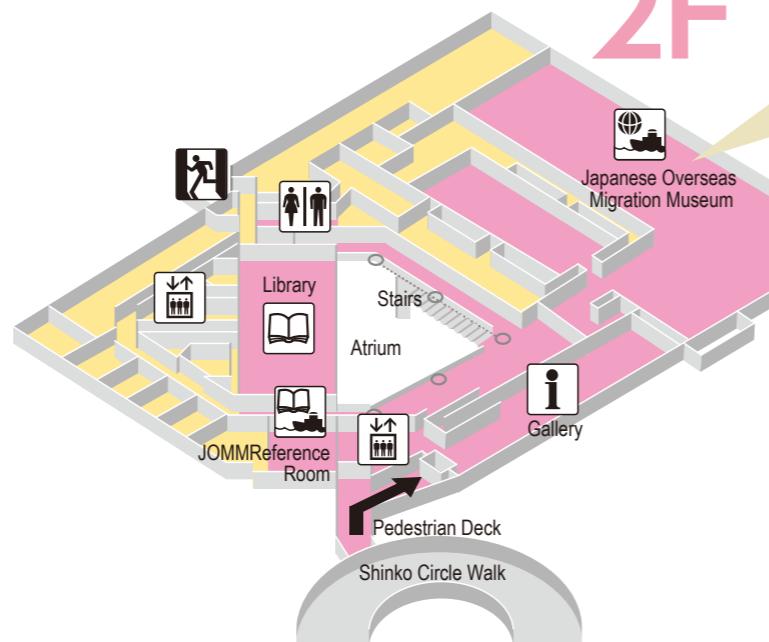 2F
Japanese Overseas
Migration Museum
Library
Stairs
Atrium
Gallery
JOMMReference
Room
Pedestrian Deck
Shinko Circle Walk